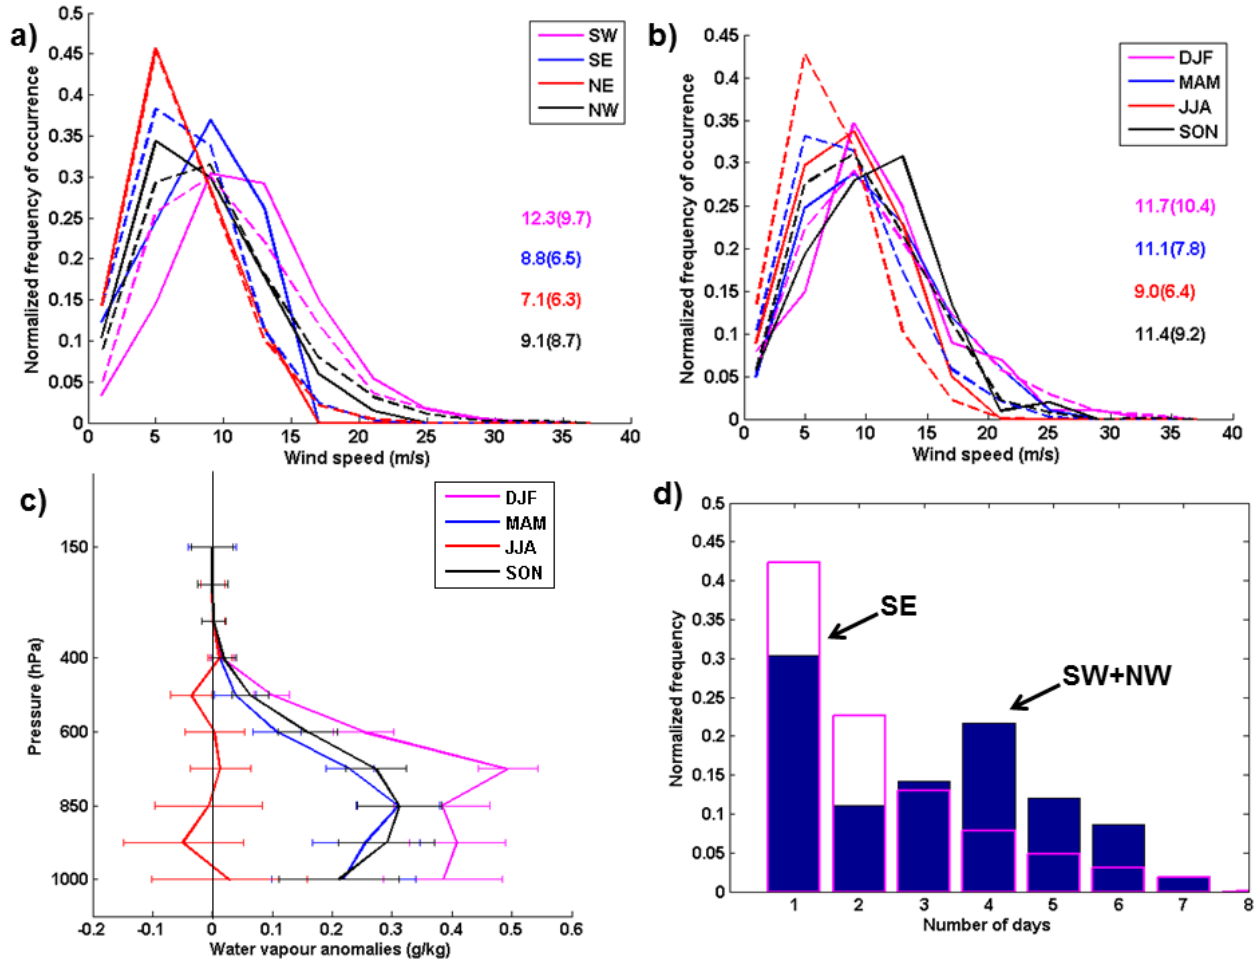 a)
0.5
0.45
0.4
0.35
0.3
0.25
0.2
0.15
0.1
0.05
0
Normalized frequency of occurrence
0 5 10 15 20 25 30 35 40
Wind speed (m/s)
SW
SE
NE
NW
12.3(9.7)
8.8(6.5)
7.1(6.3)
9.1(8.7)
b)
0.45
0.4
0.35
0.3
0.25
0.2
0.15
0.1
0.05
0
Normalized frequency of occurrence
0 5 10 15 20 25 30 35 40
Wind speed (m/s)
DJF
MAM
JJA
SON
11.7(10.4)
11.1(7.8)
9.0(6.4)
11.4(9.2)
c)
150
400
600
850
1000
Pressure (hPa)
-0.2 -0.1 0 0.1 0.2 0.3 0.4 0.5 0.6
Water vapour anomalies (g/kg)
DJF
MAM
JJA
SON
d)
0.5
0.45
0.4
0.35
0.3
0.25
0.2
0.15
0.1
0.05
0
Normalized frequency
1 2 3 4 5 6 7 8
Number of days
SE
SW+NW